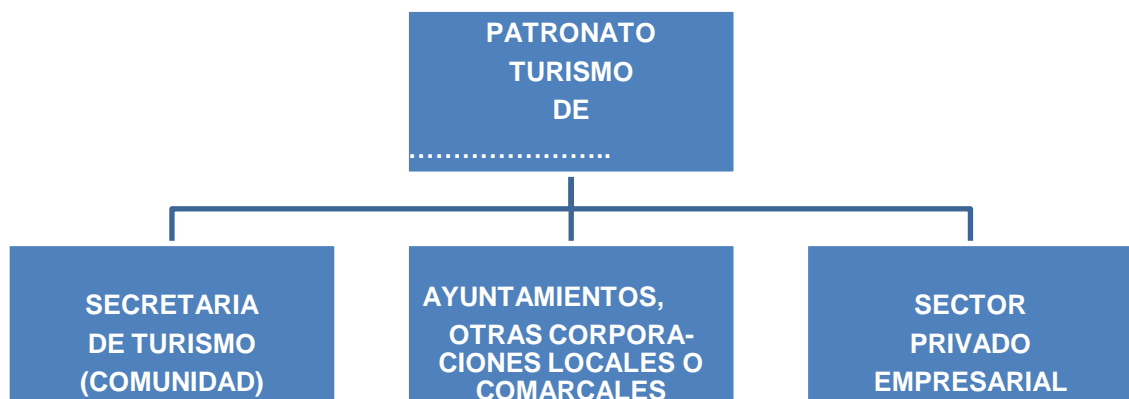 PATRONATO
TURISMO
DE
.......................
SECRETARIA
DE TURISMO
(COMUNIDAD)
AYUNTAMIENTOS,
OTRAS CORPORA-
CIONES LOCALES O
COMARCALES
SECTOR
PRIVADO
EMPRESARIAL